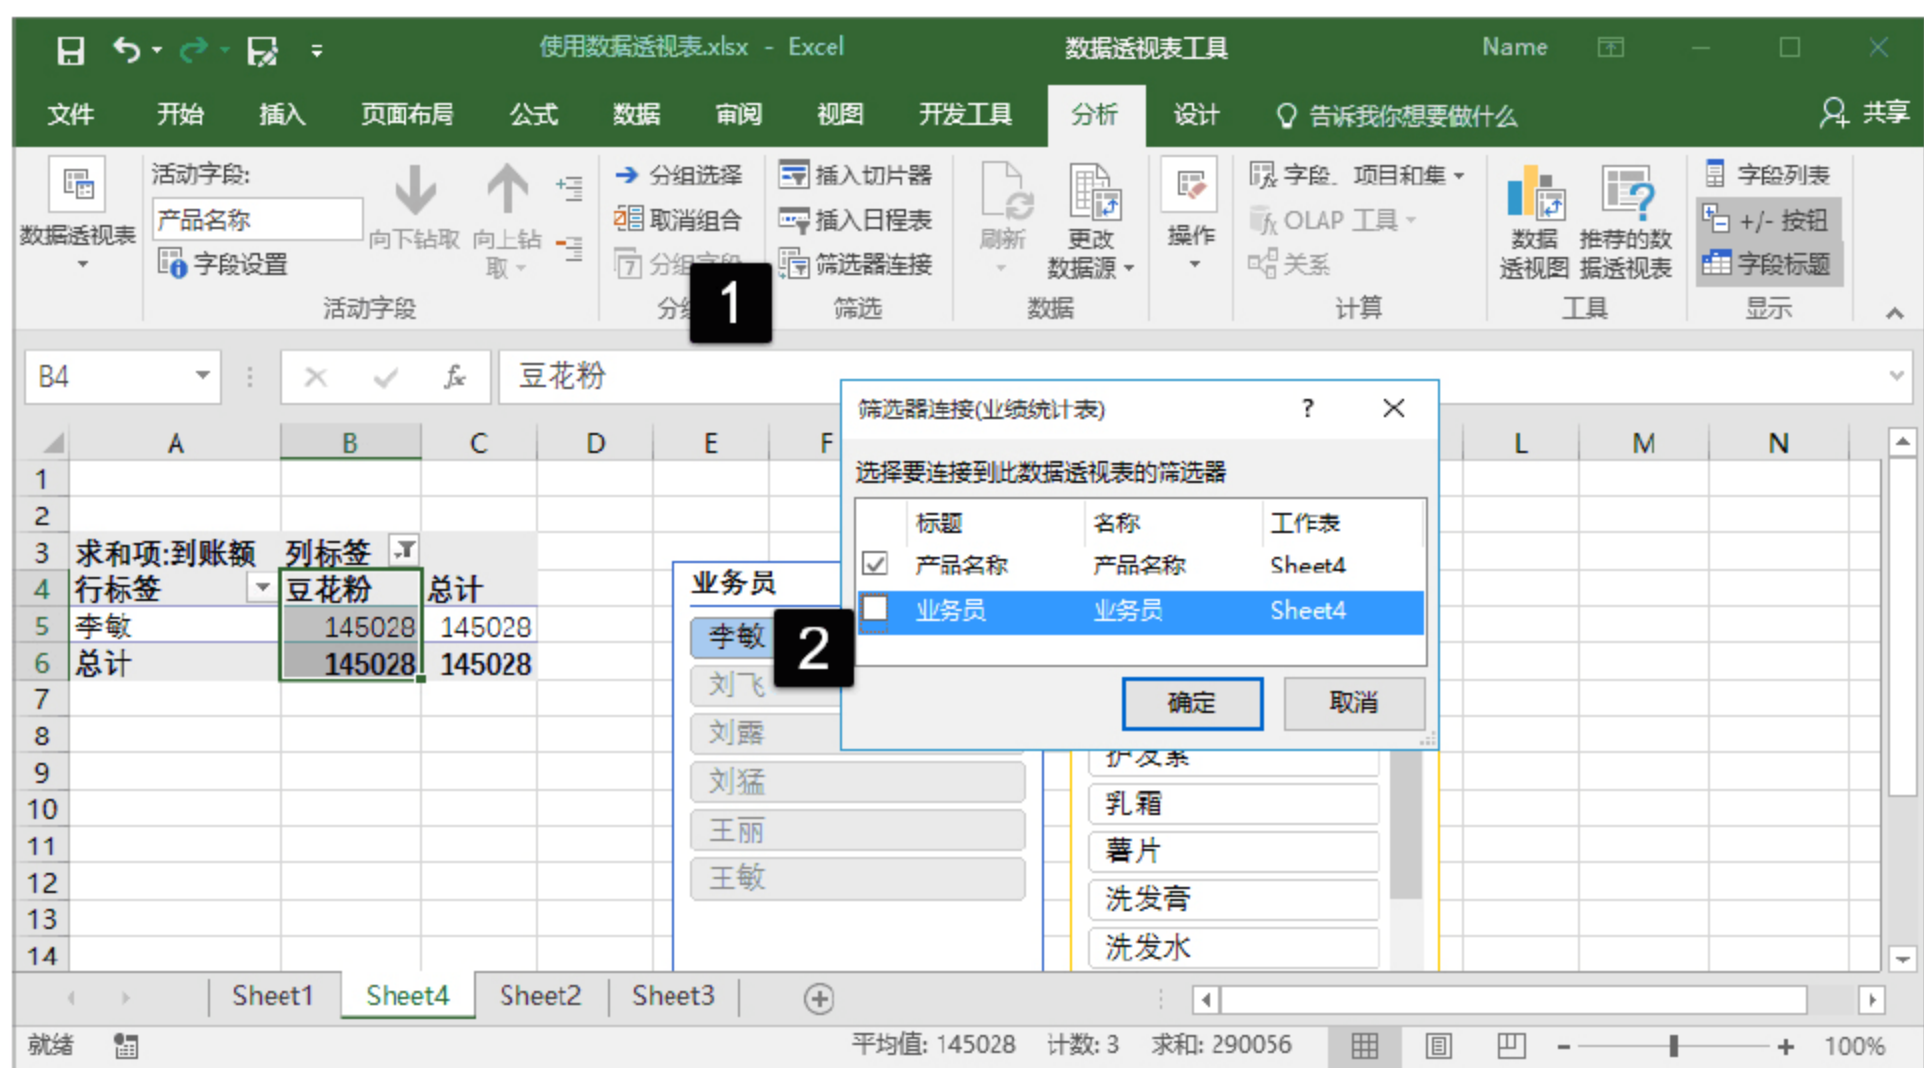 使用数据透视表.xlsx - Excel 数据透视表工具 Name
文件 开始 插入 页面布局 公式 数据 审阅 视图 开发工具 分析 设计 告诉我你想要做什么 共享
数据透视表
活动字段:
产品名称
字段设置
向下钻取
向上钻取
活动字段
分组选择
取消组合
分组字段
插入切片器
插入日程表
筛选器连接
筛选
刷新
更改
数据源
数据
操作
字段、项目和集
OLAP 工具
关系
计算
数据
透视图
推荐的数
据透视表
工具
字段列表
+/- 按钮
字段标题
显示
1
B4 fx 豆花粉
A B C D E F L M N
1
2
3 求和项:到账额 列标签
4 行标签 豆花粉 总计
5 李敏 145028 145028
6 总计 145028 145028
7
8
9
10
11
12
13
14
业务员
李敏
刘飞
刘露
刘猛
王丽
王敏
2
筛选器连接(业绩统计表) ?
选择要连接到此数据透视表的筛选器
标题 名称 工作表
产品名称 产品名称 Sheet4
业务员 业务员 Sheet4
确定 取消
护发素
乳霜
薯片
洗发膏
洗发水
Sheet1 Sheet4 Sheet2 Sheet3
就绪 平均值: 145028 计数: 3 求和: 290056 100%